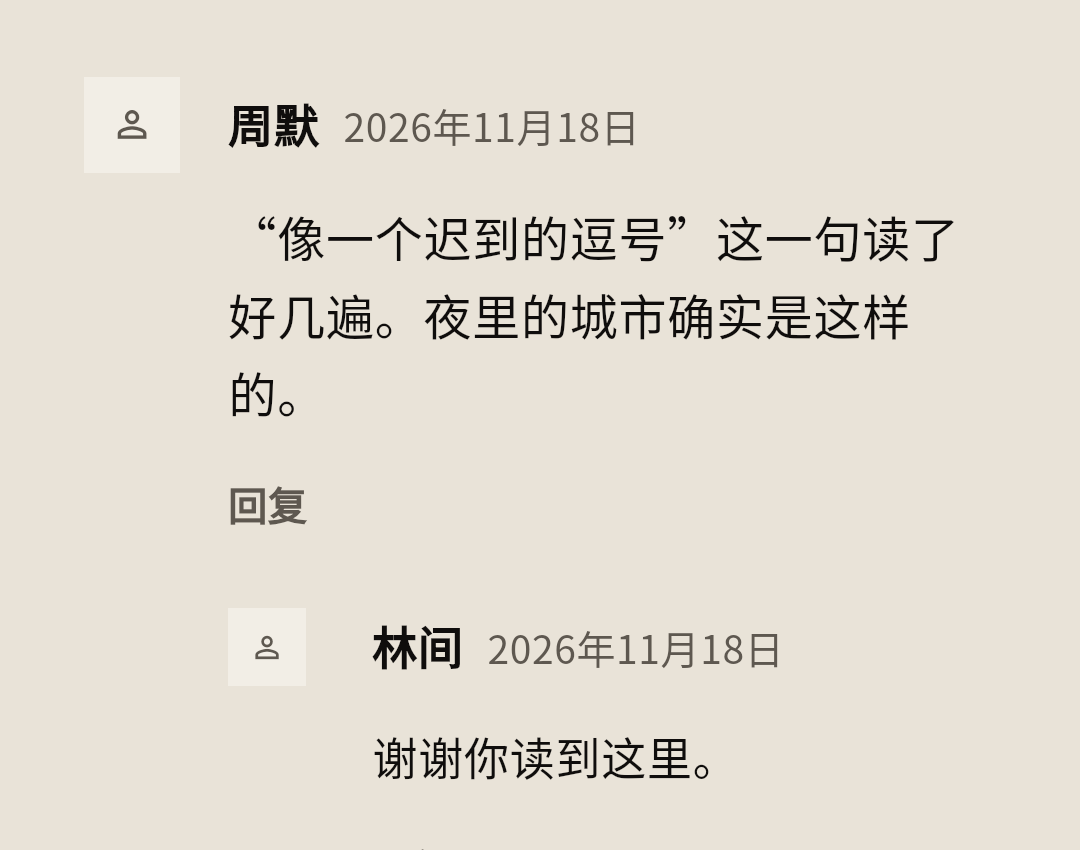 周默 2026年11月18日
“像一个迟到的逗号”这一句读了
好几遍。夜里的城市确实是这样
的。
回复
林间 2026年11月18日
谢谢你读到这里。